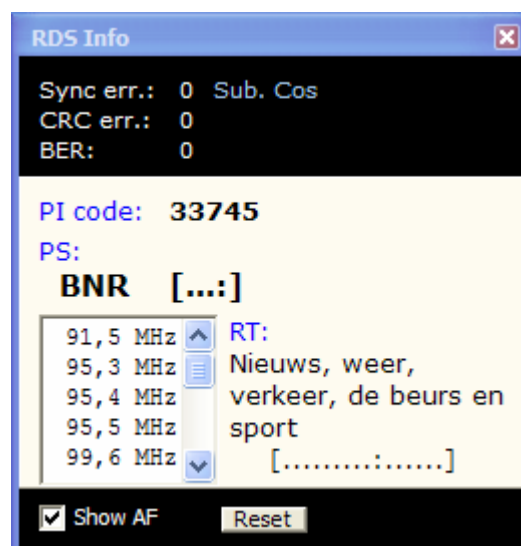 RDS Info
Sync err.: 0 Sub. Cos
CRC err.: 0
BER: 0
PI code: 33745
PS:
BNR [...:]
91,5 MHz
95,3 MHz
95,4 MHz
95,5 MHz
99,6 MHz
RT:
Nieuws, weer,
verkeer, de beurs en
sport
[.........:......]
Show AF
Reset